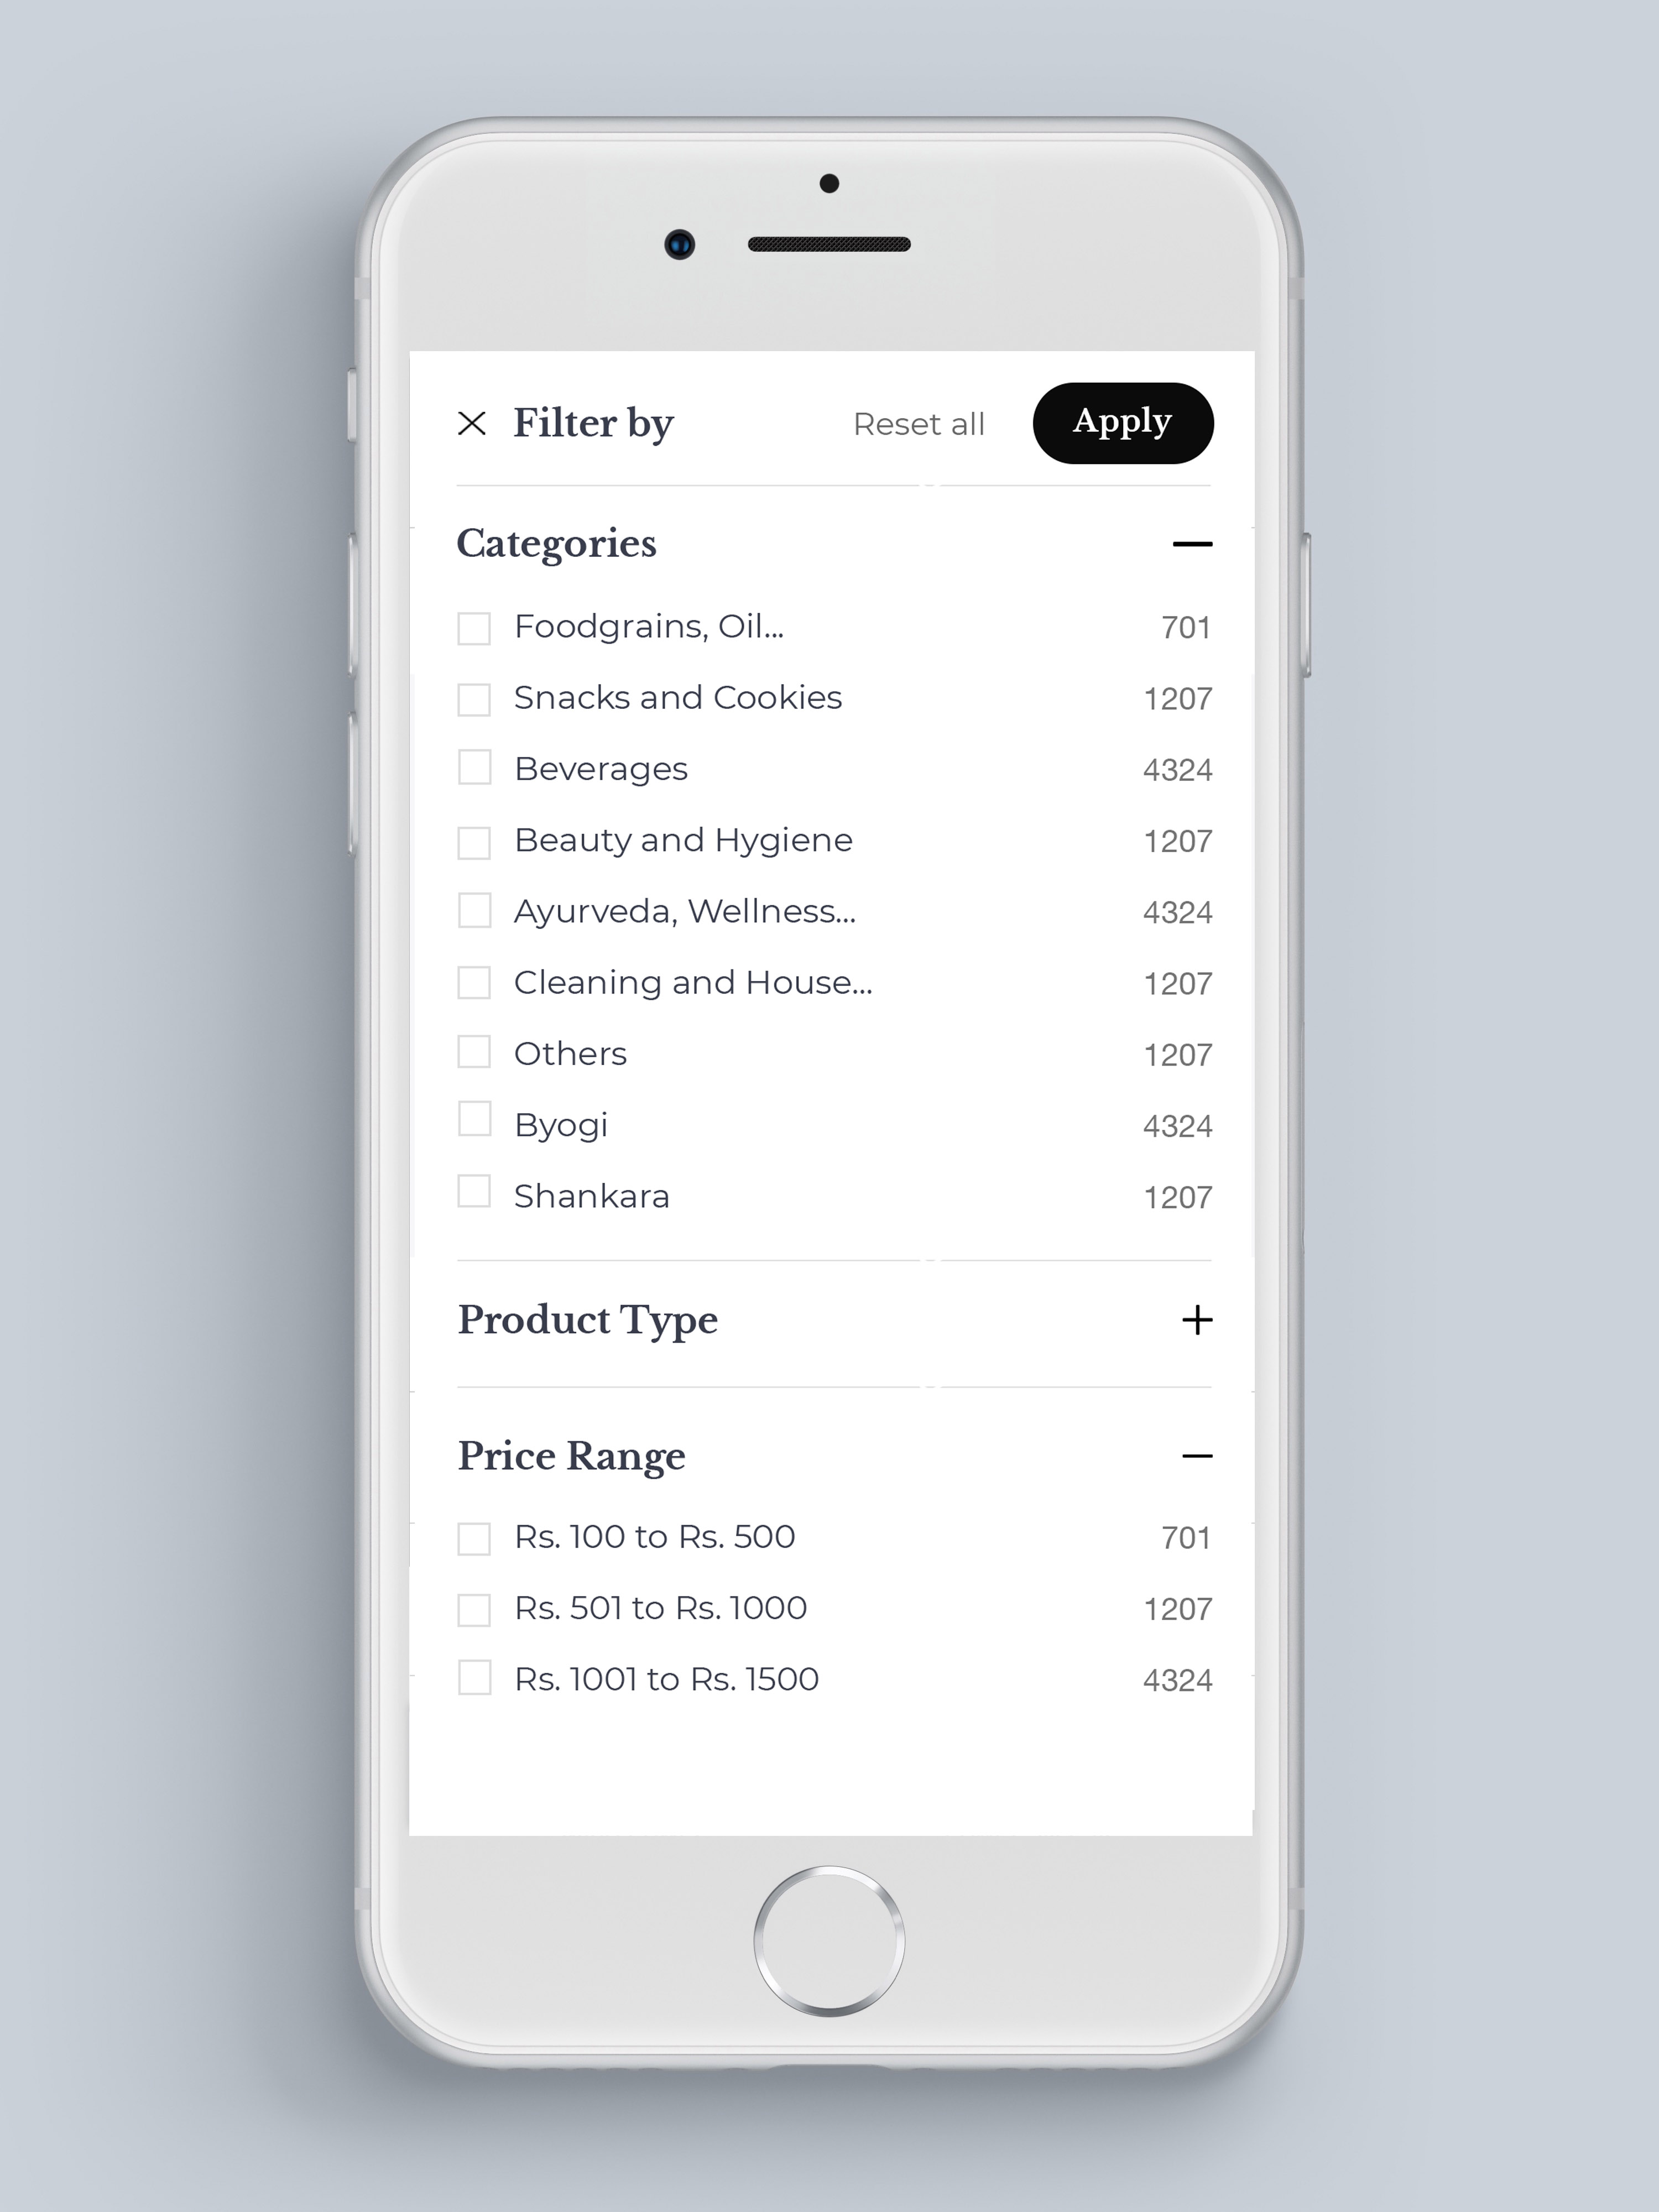 Filter by Reset all Apply
Categories
Foodgrains, Oil... 701
Snacks and Cookies 1207
Beverages 4324
Beauty and Hygiene 1207
Ayurveda, Wellness... 4324
Cleaning and House... 1207
Others 1207
Byogi 4324
Shankara 1207
Product Type
Price Range
Rs. 100 to Rs. 500 701
Rs. 501 to Rs. 1000 1207
Rs. 1001 to Rs. 1500 4324